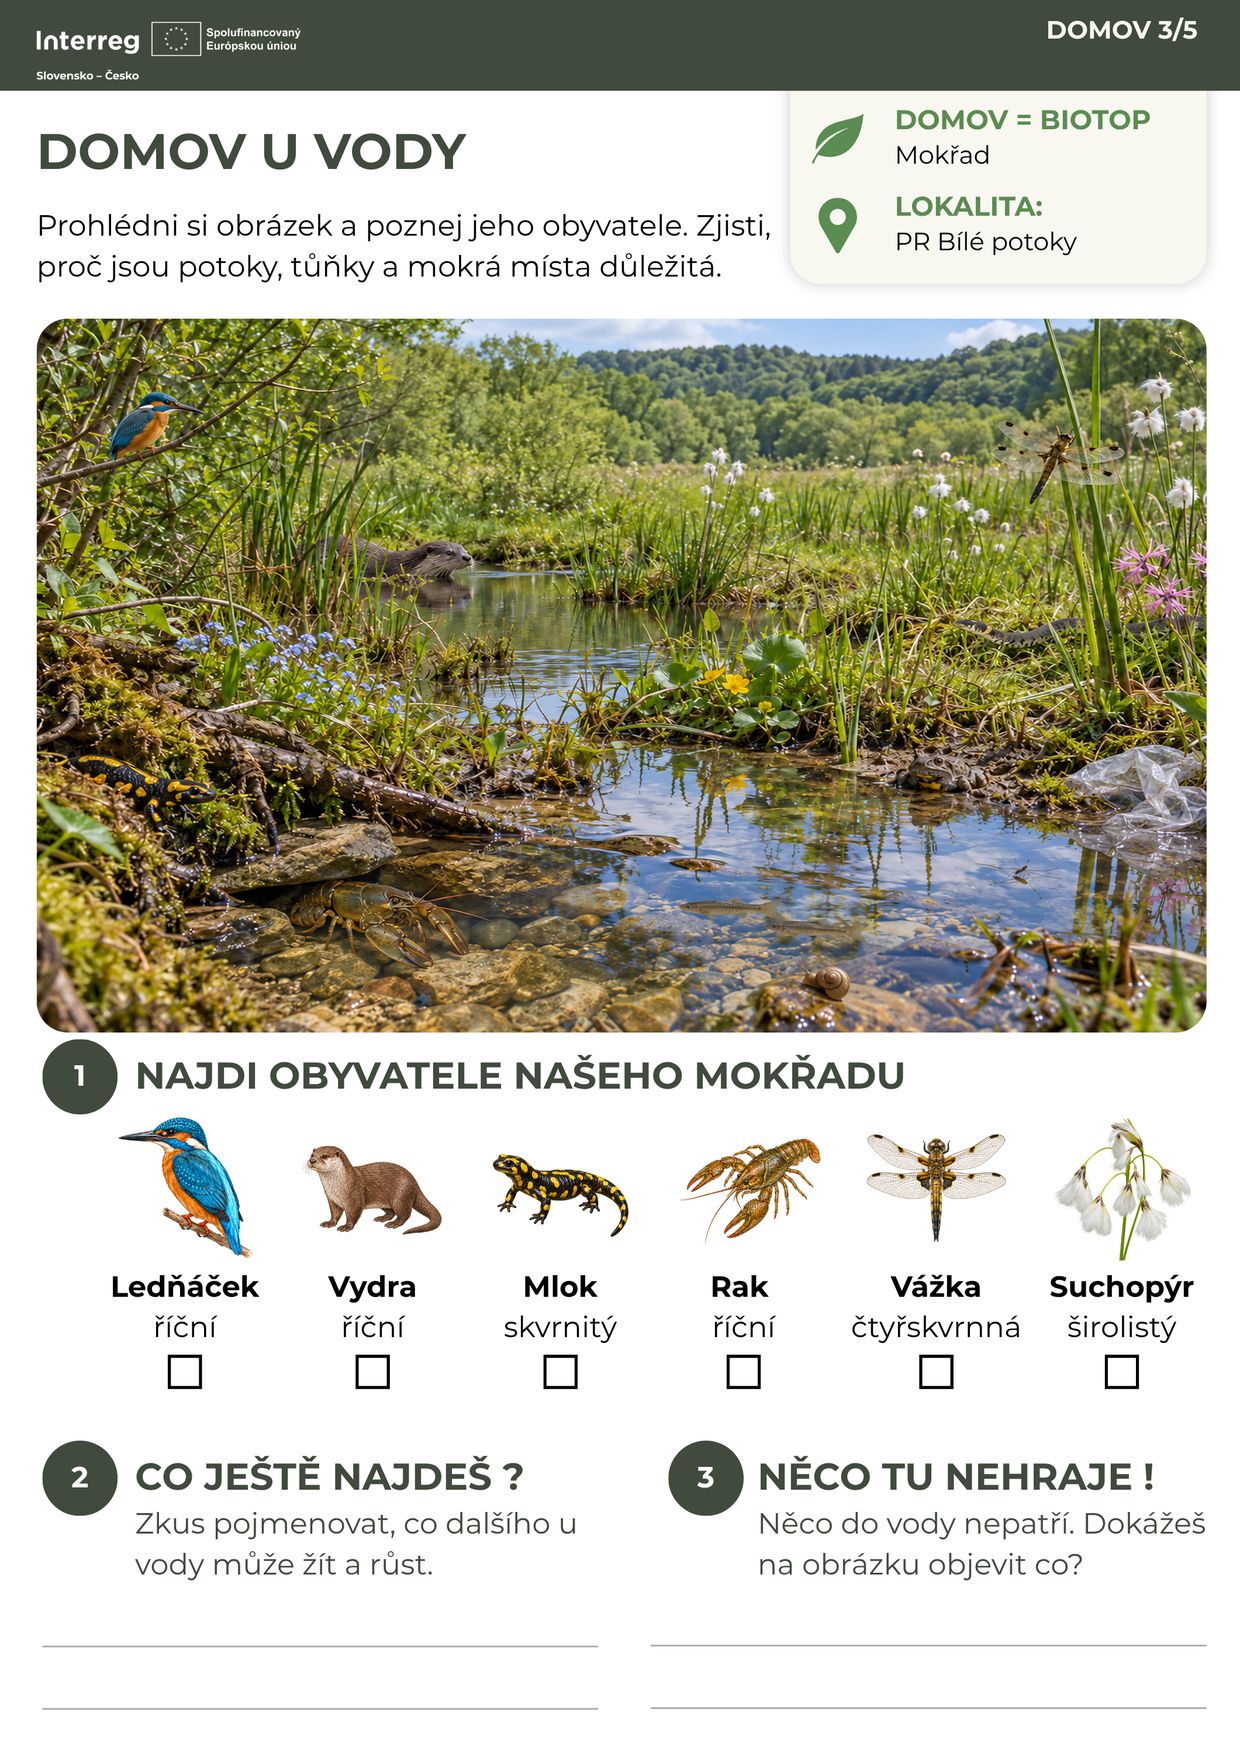 Interreg
Spolufinancovaný
Európskou úniou
Slovensko – Česko
DOMOV 3/5
DOMOV U VODY
Prohlédni si obrázek a poznej jeho obyvatele. Zjisti,
proč jsou potoky, tůňky a mokrá místa důležitá.
DOMOV = BIOTOP
Mokřad
LOKALITA:
PR Bílé potoky
1 NAJDI OBYVATELE NAŠEHO MOKŘADU
Ledňáček Vydra Mlok Rak Vážka Suchopýr
říční říční skvrnitý říční čtyřskvrnná širolistý
2 CO JEŠTĚ NAJDEŠ ?
Zkus pojmenovat, co dalšího u
vody může žít a růst.
3 NĚCO TU NEHRAJE !
Něco do vody nepatří. Dokážeš
na obrázku objevit co?